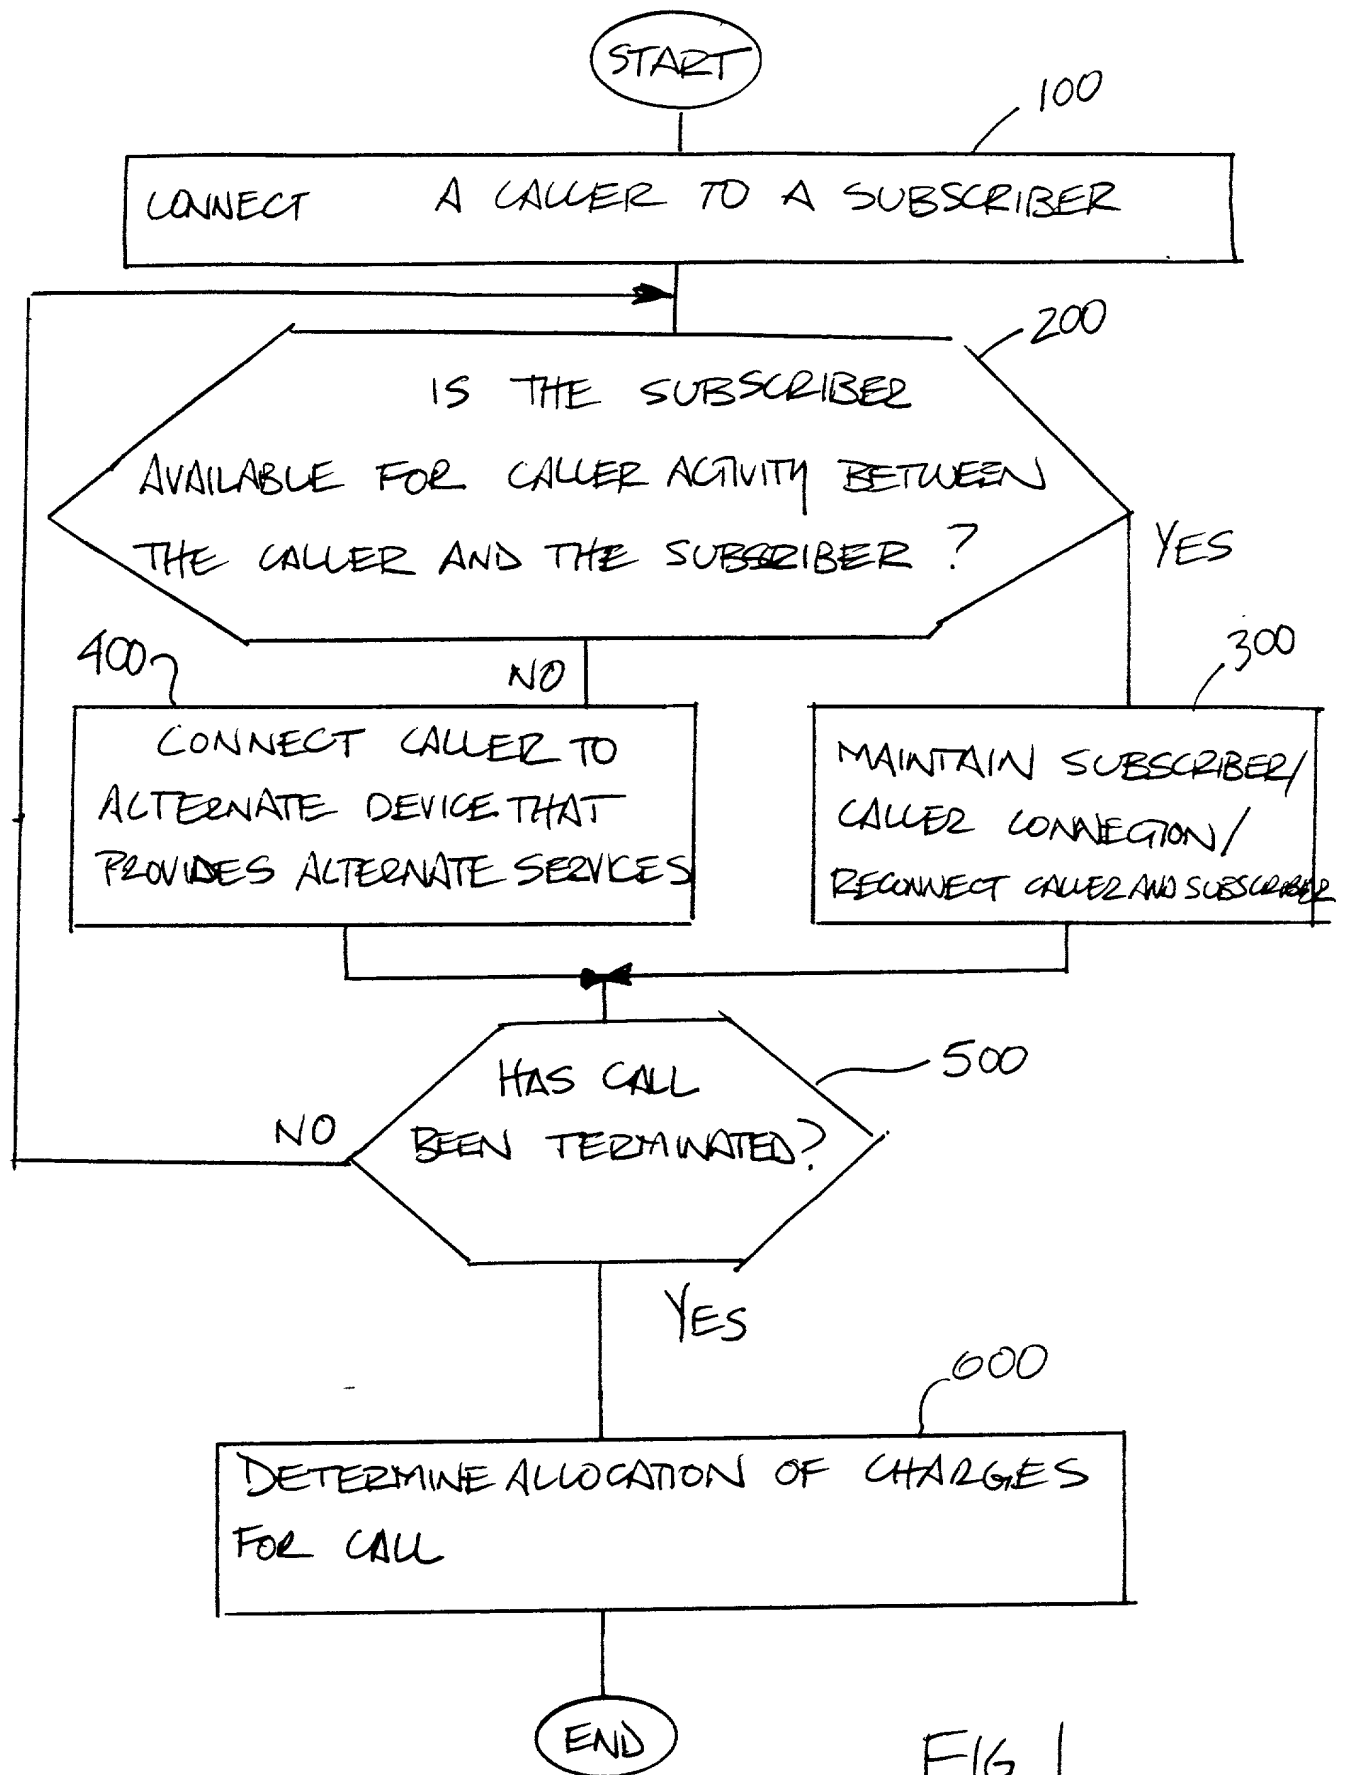 START
100
CONNECT A CALLER TO A SUBSCRIBER
200
IS THE SUBSCRIBER
AVAILABLE FOR CALLER ACTIVITY BETWEEN
THE CALLER AND THE SUBSCRIBER ?
YES
400
NO
300
CONNECT CALLER TO
ALTERNATE DEVICE THAT
PROVIDES ALTERNATE SERVICES
MAINTAIN SUBSCRIBER/
CALLER CONNECTION/
RECONNECT CALLER AND SUBSCRIBER
HAS CALL
BEEN TERMINATED?
500
NO
YES
600
DETERMINE ALLOCATION OF CHARGES
FOR CALL
END
FIG 1